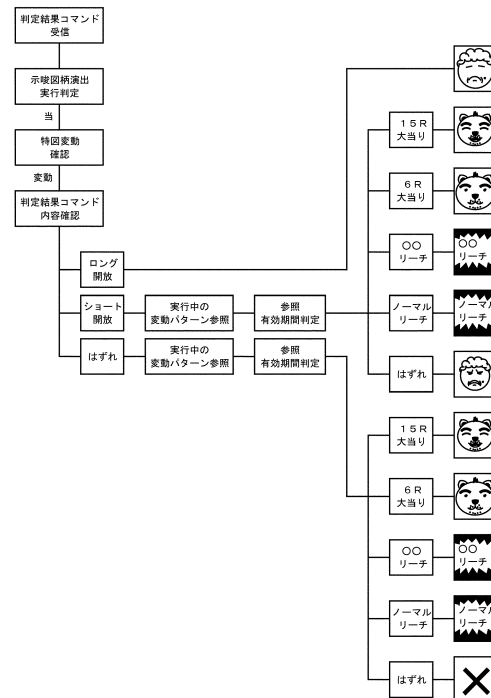 判定結果コマンド
受信
示唆図柄演出
実行判定
当
特図変動
確認
変動
判定結果コマンド
内容確認
ロング
開放
ショート
開放
実行中の
変動パターン参照
参照
有効期間判定
はずれ
実行中の
変動パターン参照
参照
有効期間判定
15R
大当り
6R
大当り
○○
リーチ
○○
リーチ
ノーマル
リーチ
ノーマル
リーチ
はずれ
15R
大当り
6R
大当り
○○
リーチ
○○
リーチ
ノーマル
リーチ
ノーマル
リーチ
はずれ